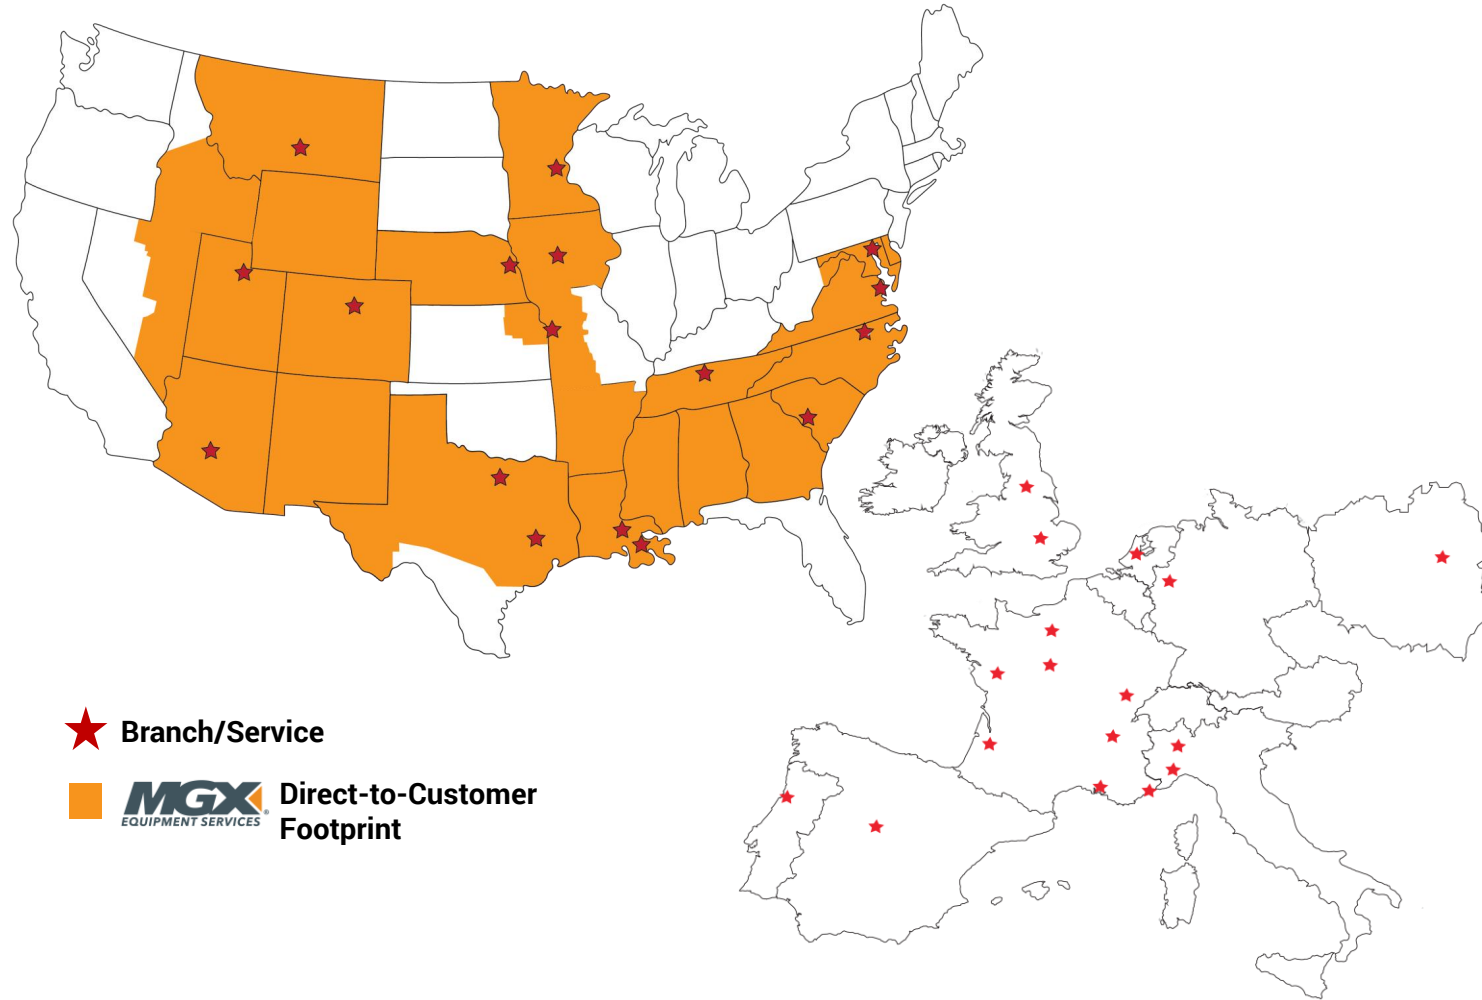 Branch/Service
MGX
EQUIPMENT SERVICES
Direct-to-Customer
Footprint